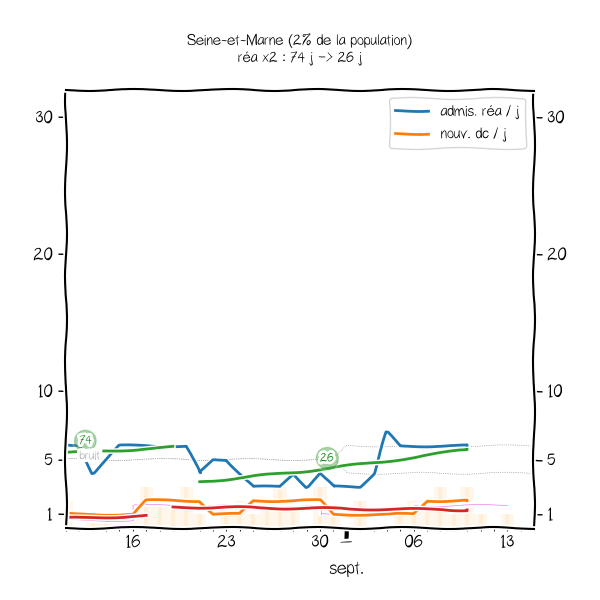 Seine-et-Marne (2% de la population)
réa x2 : 74 j -> 26 j
admis. réa / j
nouv. dc / j
30
30
20
20
10
10
5
5
1
1
74
bruit
26
16
23
30
06
13
sept.